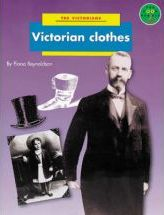 THE VICTORIANS
Victorian clothes
By Fiona Reynoldson